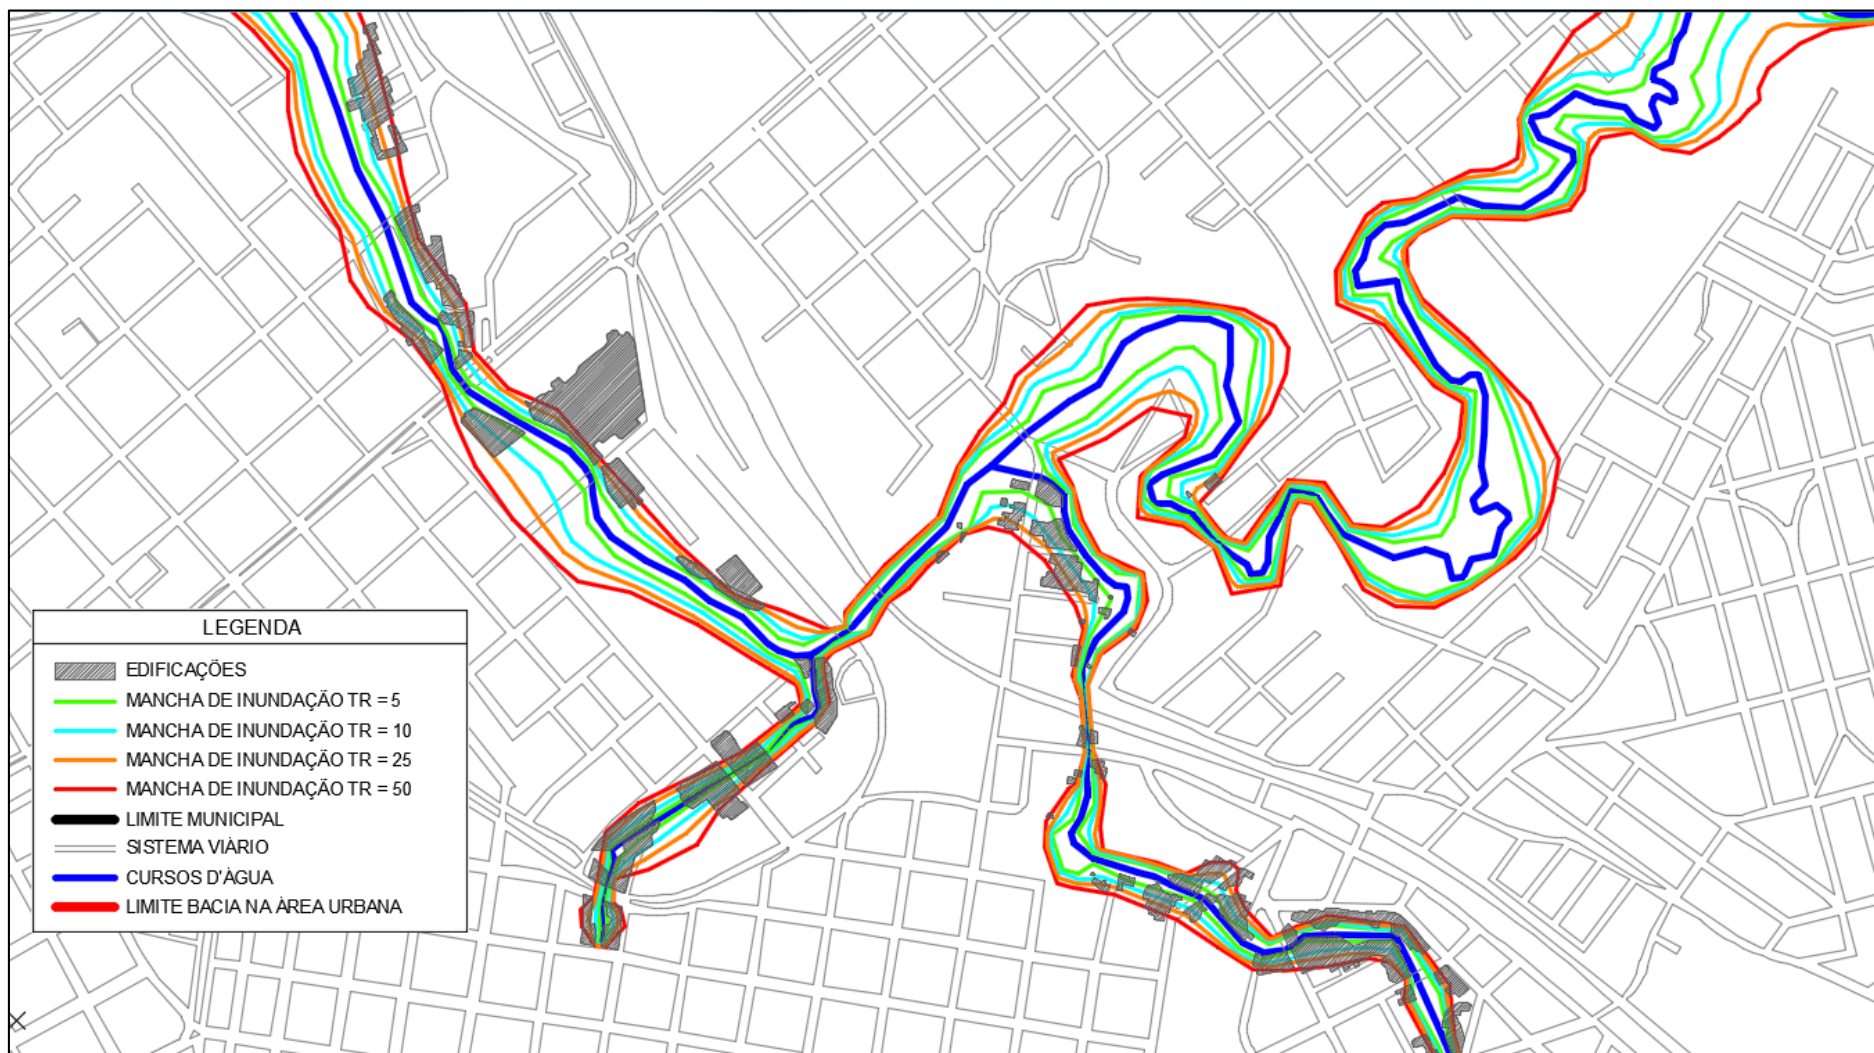 LEGENDA
EDIFICAÇÕES
MANCHA DE INUNDAÇÃO TR = 5
MANCHA DE INUNDAÇÃO TR = 10
MANCHA DE INUNDAÇÃO TR = 25
MANCHA DE INUNDAÇÃO TR = 50
LIMITE MUNICIPAL
SISTEMA VIÁRIO
CURSOS D'ÁGUA
LIMITE BACIA NA ÁREA URBANA